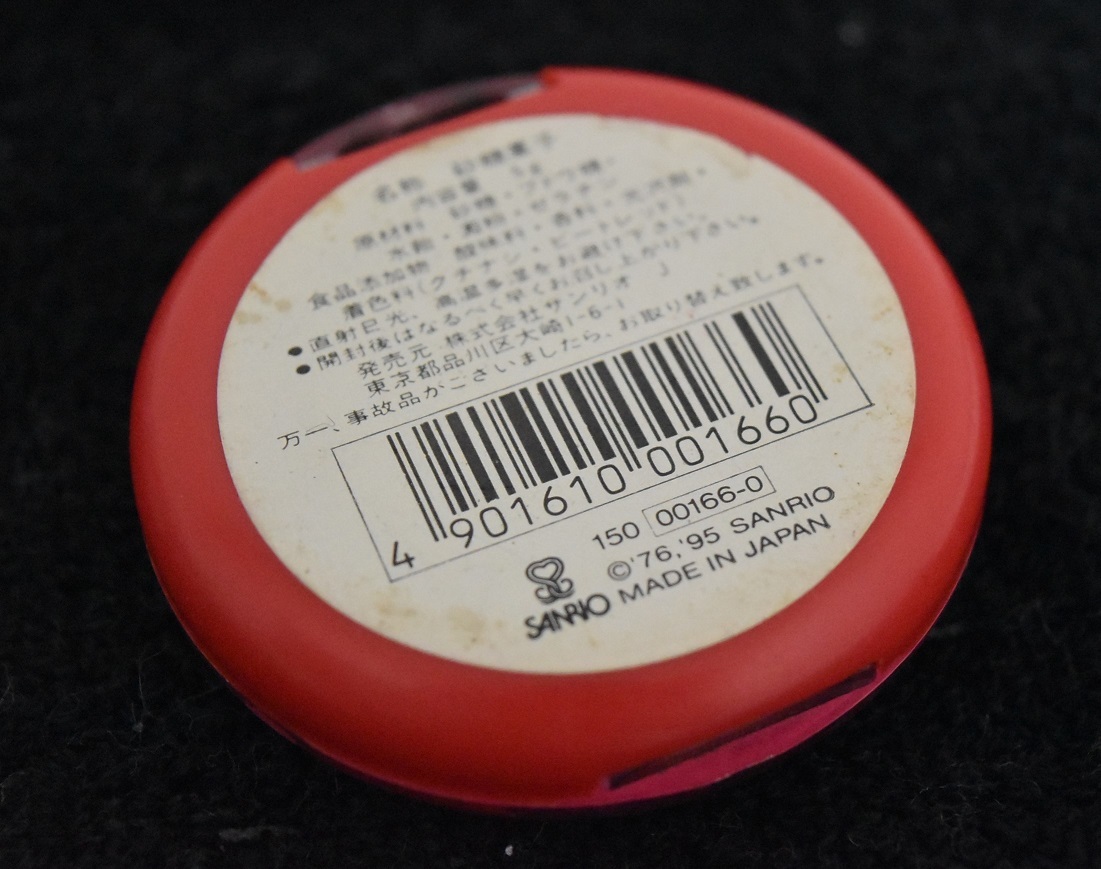 名称 砂糖菓子
内容量 5g
原材料 砂糖・ブドウ糖・
水飴・澱粉・ゼラチン
食品添加物 酸味料・香料・光沢剤・
着色料(クチナシ・ビートレッド)
●直射日光、高温多湿をお避け下さい。
●開封後はなるべく早くお召し上がり下さい。
発売元 株式会社サンリオ J
東京都品川区大崎1-6-1
万一、事故品がございましたら、お取り替え致します。
4 901610 001660
150 00166-0
©'76,'95 SANRIO
SANRIO MADE IN JAPAN